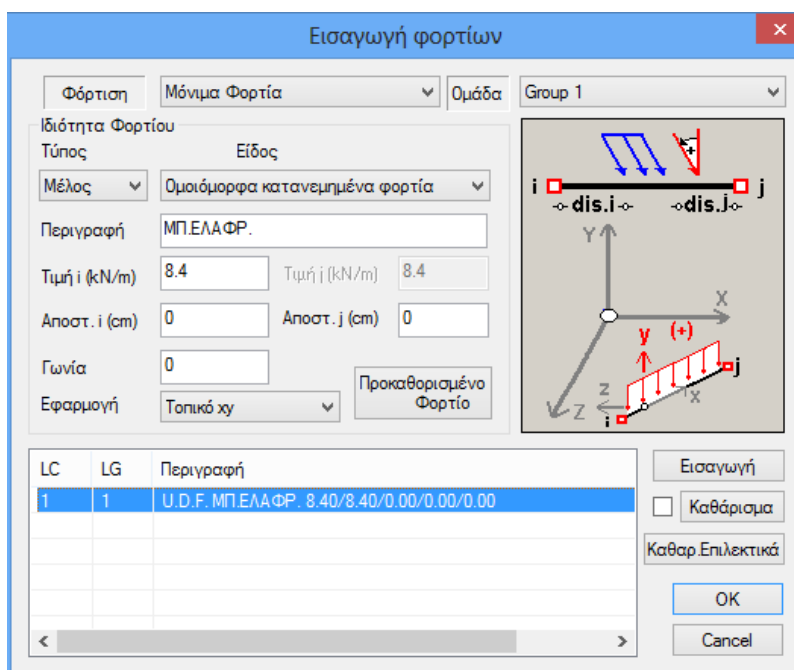 Εισαγωγή φορτίων
Φόρτιση Μόνιμα Φορτία Ομάδα Group 1
Ιδιότητα Φορτίου
Τύπος Είδος
Μέλος Ομοιόμορφα κατανεμημένα φορτία
Περιγραφή ΜΠ.ΕΛΑΦΡ.
Τιμή i (kN/m) 8.4 Τιμή j (kN/m) 8.4
Αποστ. i (cm) 0 Αποστ. j (cm) 0
Γωνία 0
Προκαθορισμένο
Φορτίο
Εφαρμογή Τοπικό xy
+
i j
dis.i dis.j
Y
X
y (+)
j
z x
Z i
LC LG Περιγραφή
1 1 U.D.F. ΜΠ.ΕΛΑΦΡ. 8.40/8.40/0.00/0.00/0.00
Εισαγωγή
Καθάρισμα
Καθαρ.Επιλεκτικά
OK
Cancel